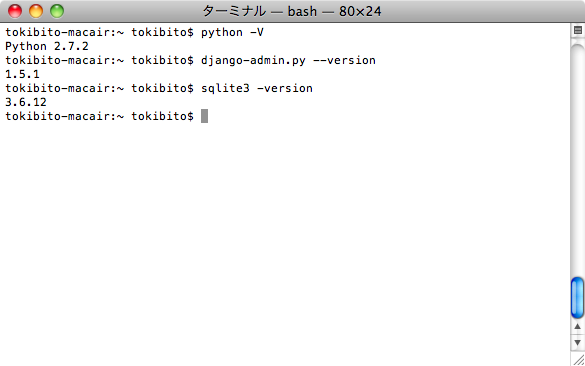 ターミナル — bash — 80×24
tokibito-macair:~ tokibito$ python -V
Python 2.7.2
tokibito-macair:~ tokibito$ django-admin.py --version
1.5.1
tokibito-macair:~ tokibito$ sqlite3 -version
3.6.12
tokibito-macair:~ tokibito$